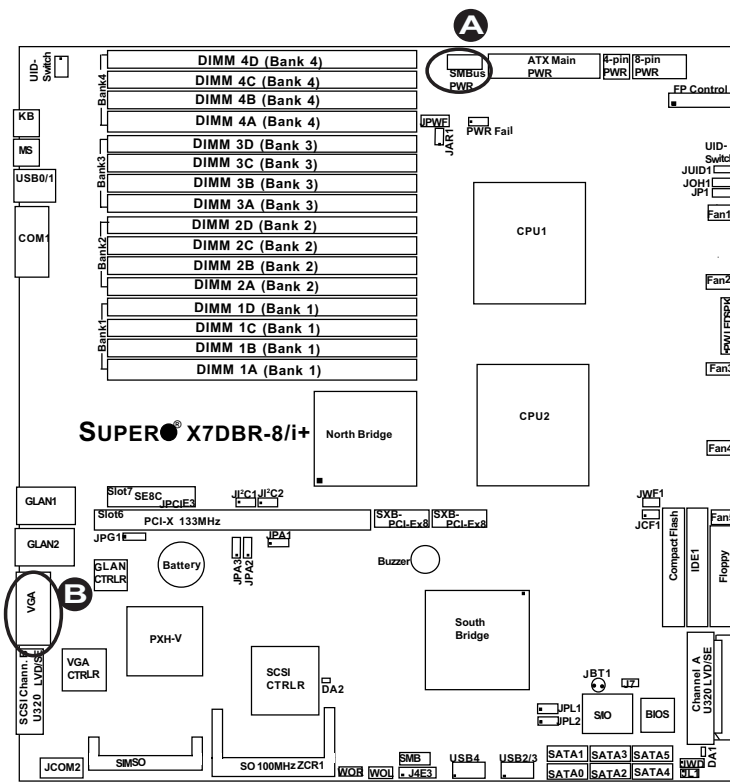 A
UID-
Switch
DIMM 4D (Bank 4)
DIMM 4C (Bank 4)
DIMM 4B (Bank 4)
DIMM 4A (Bank 4)
Bank4
DIMM 3D (Bank 3)
DIMM 3C (Bank 3)
DIMM 3B (Bank 3)
DIMM 3A (Bank 3)
Bank3
DIMM 2D (Bank 2)
DIMM 2C (Bank 2)
DIMM 2B (Bank 2)
DIMM 2A (Bank 2)
Bank2
DIMM 1D (Bank 1)
DIMM 1C (Bank 1)
DIMM 1B (Bank 1)
DIMM 1A (Bank 1)
Bank1
SMBus
PWR
ATX Main
PWR
4-pin
PWR
8-pin
PWR
FP Control
JPWF
JAR1
PWR Fail
KB
MS
USB0/1
COM1
UID-
Switch
JUID1
JOH1
JP1
Fan1
Fan2
PWLEDSPK
Fan3
Fan4
CPU1
CPU2
SUPER® X7DBR-8/i+
North Bridge
GLAN1
GLAN2
Slot7
SE8C
JPCIE3
JI²C1
JI²C2
Slot6
PCI-X 133MHz
SXB-
PCI-Ex8
SXB-
PCI-Ex8
JWF1
JCF1
Fan5
JPG1
JPA3
JPA2
JPA1
GLAN
CTRLR
Battery
Buzzer
Compact Flash
IDE1
Floppy
VGA
B
PXH-V
South
Bridge
SCSI Chann. B
U320 LVD/SE
VGA
CTRLR
SCSI
CTRLR
DA2
JBT1
J7
Channel A
U320 LVD/SE
JPL1
JPL2
S/IO
BIOS
DA1
JCOM2
SIMSO
SO 100MHz ZCR1
WOR
WOL
SMB
J4E3
USB4
USB2/3
SATA1
SATA3
SATA5
SATA0
SATA2
SATA4
JWD
JL1